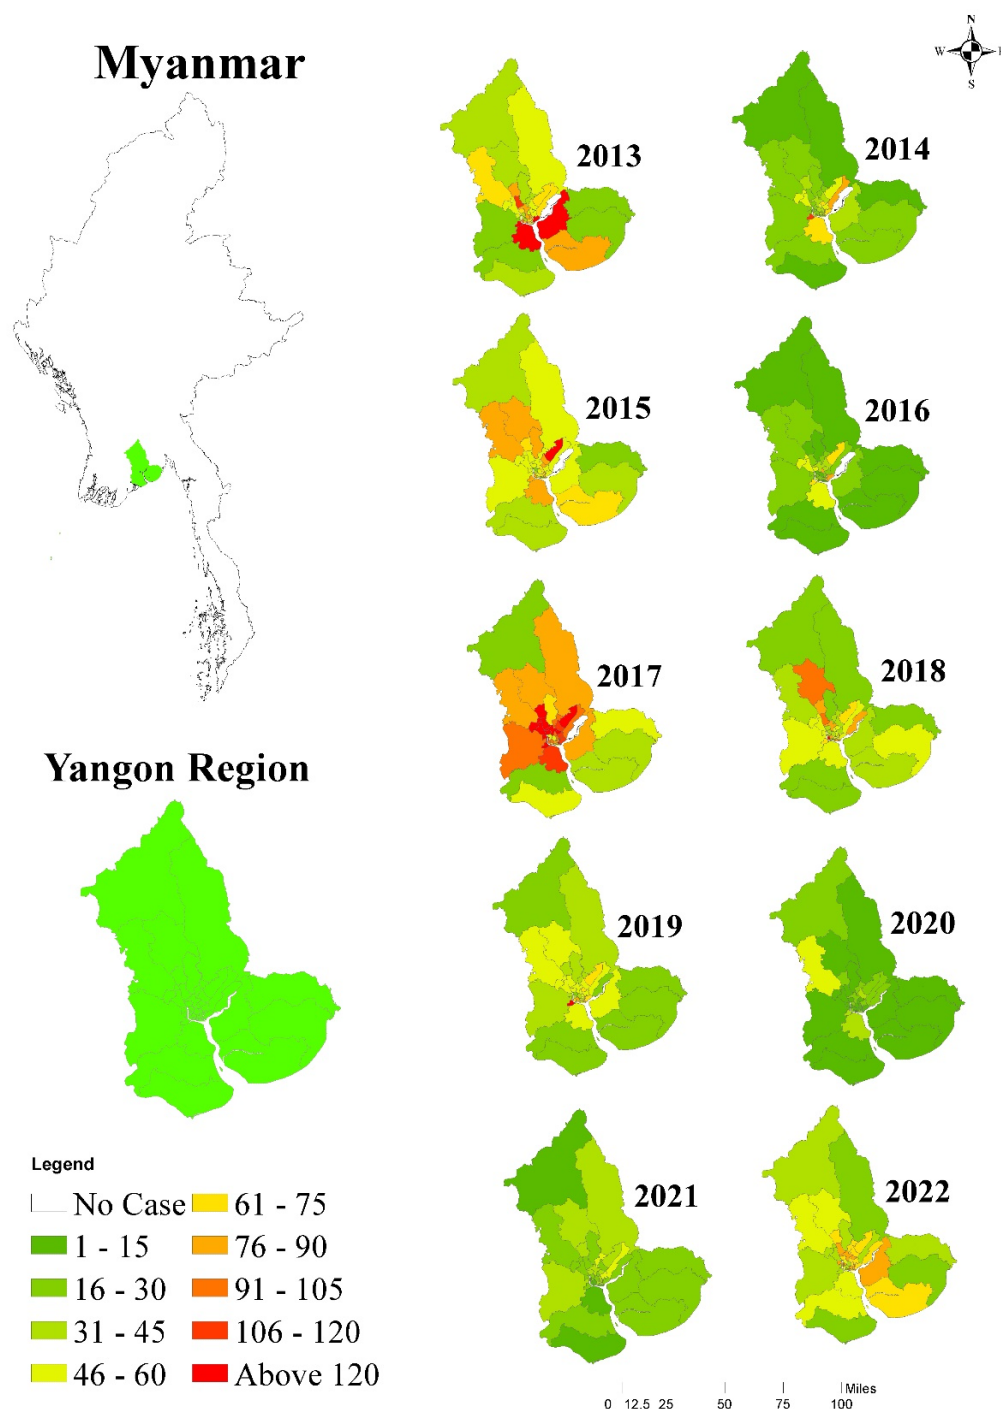 Myanmar
N
W
E
S
2013
2014
2015
2016
2017
2018
Yangon Region
2019
2020
2021
2022
Legend
No Case
1 - 15
16 - 30
31 - 45
46 - 60
61 - 75
76 - 90
91 - 105
106 - 120
Above 120
Miles
0 12.5 25 50 75 100